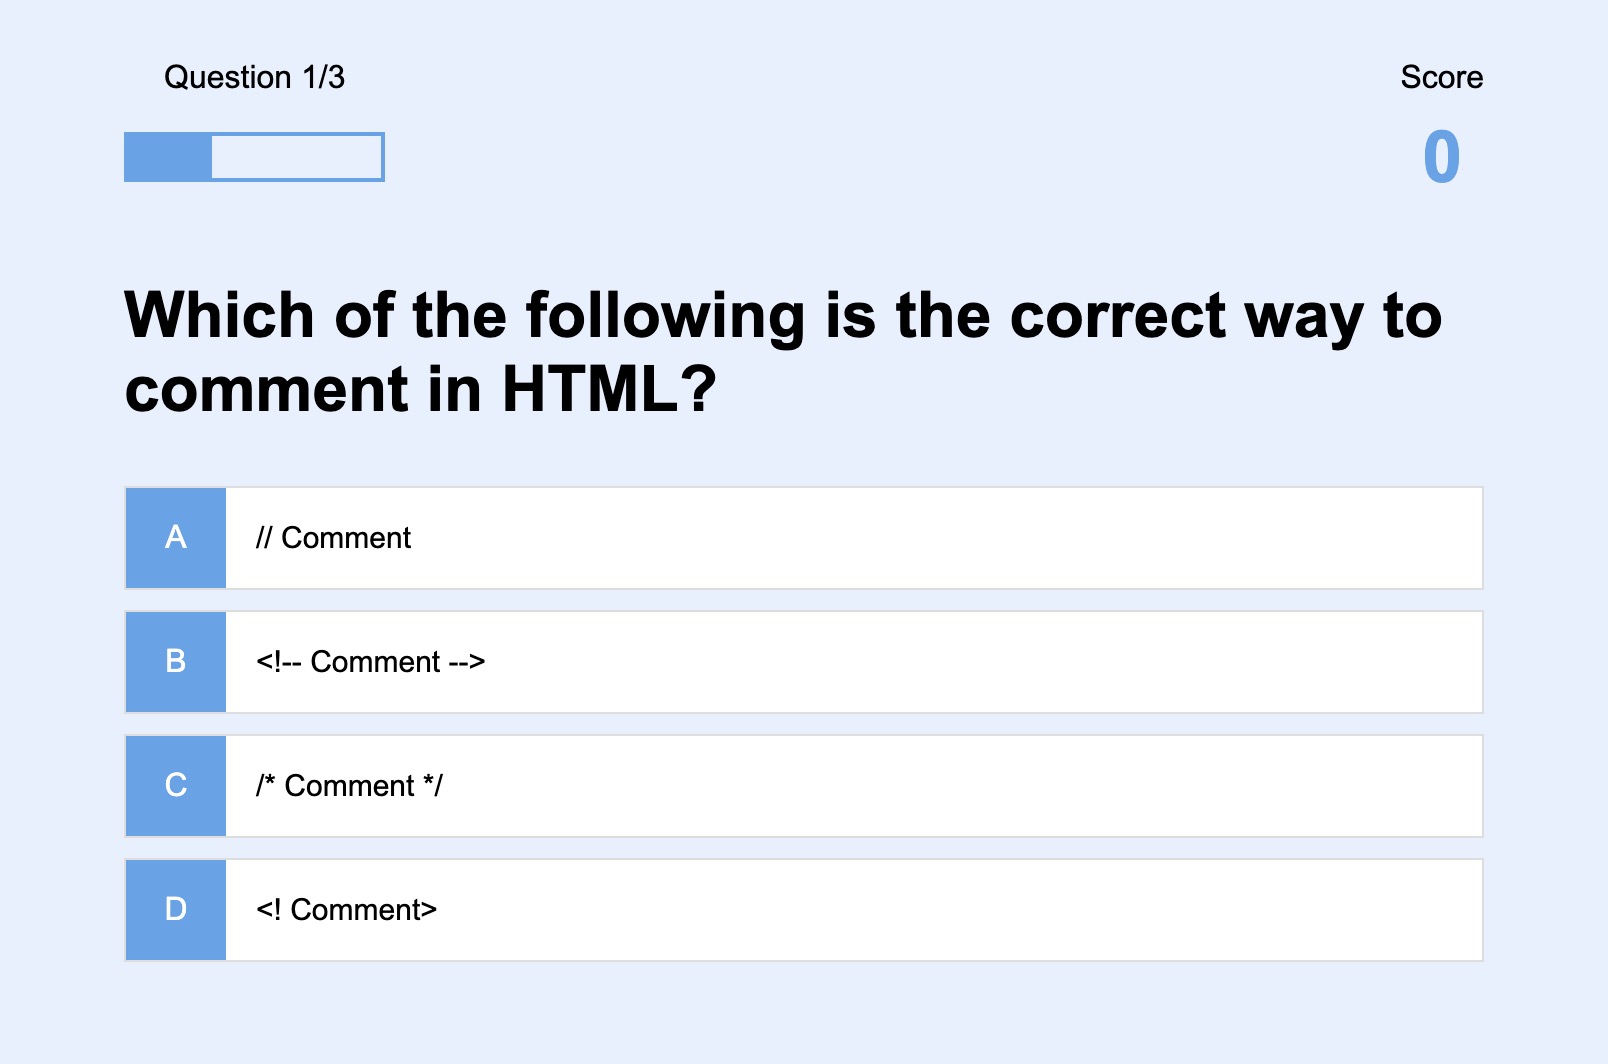 Question 1/3
Score
0
Which of the following is the correct way to
comment in HTML?
A
// Comment
B
<!-- Comment -->
C
/* Comment */
D
<! Comment>